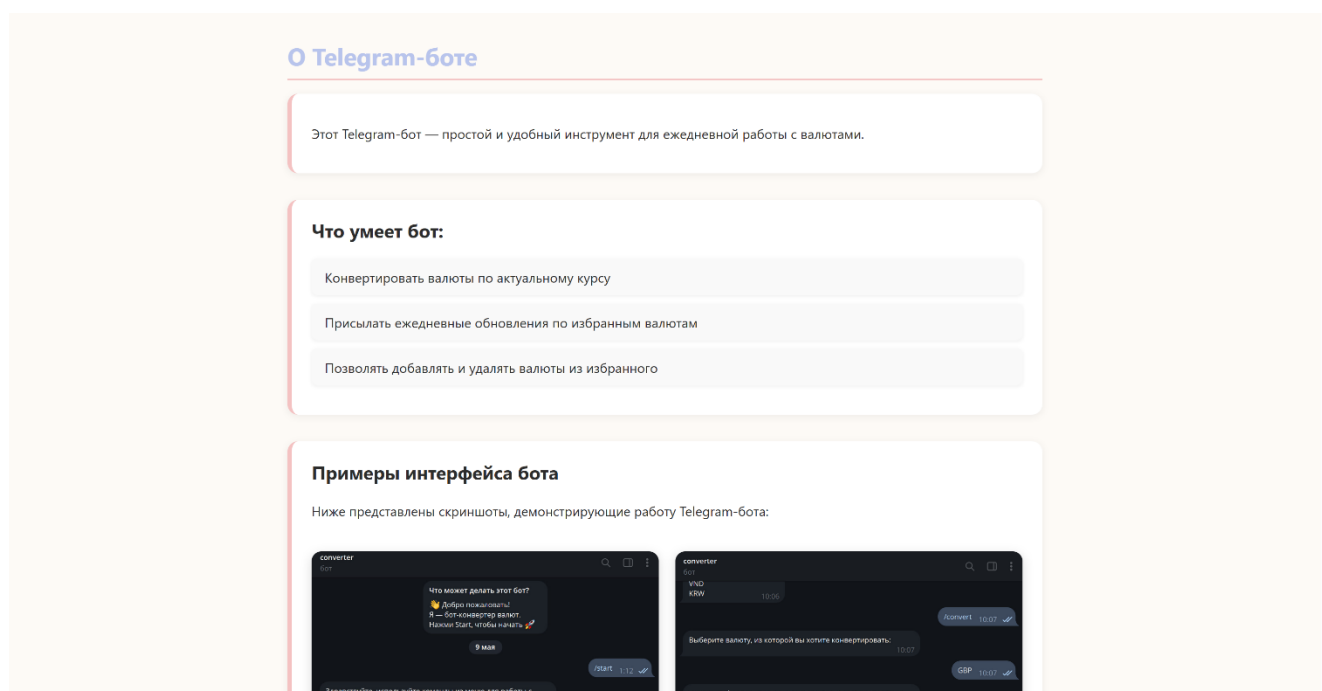 О Telegram-боте
Этот Telegram-бот — простой и удобный инструмент для ежедневной работы с валютами.
Что умеет бот:
Конвертировать валюты по актуальному курсу
Присылать ежедневные обновления по избранным валютам
Позволять добавлять и удалять валюты из избранного
Примеры интерфейса бота
Ниже представлены скриншоты, демонстрирующие работу Telegram-бота:
converter
бот
Что может делать этот бот?
👋 Добро пожаловать!
Я — бот-конвертер валют.
Нажми Start, чтобы начать 🚀
9 мая
/start 1:12
converter
бот
VND
KRW 10:06
/convert 10:07
Выберите валюту, из которой вы хотите конвертировать:
10:07
GBP 10:07